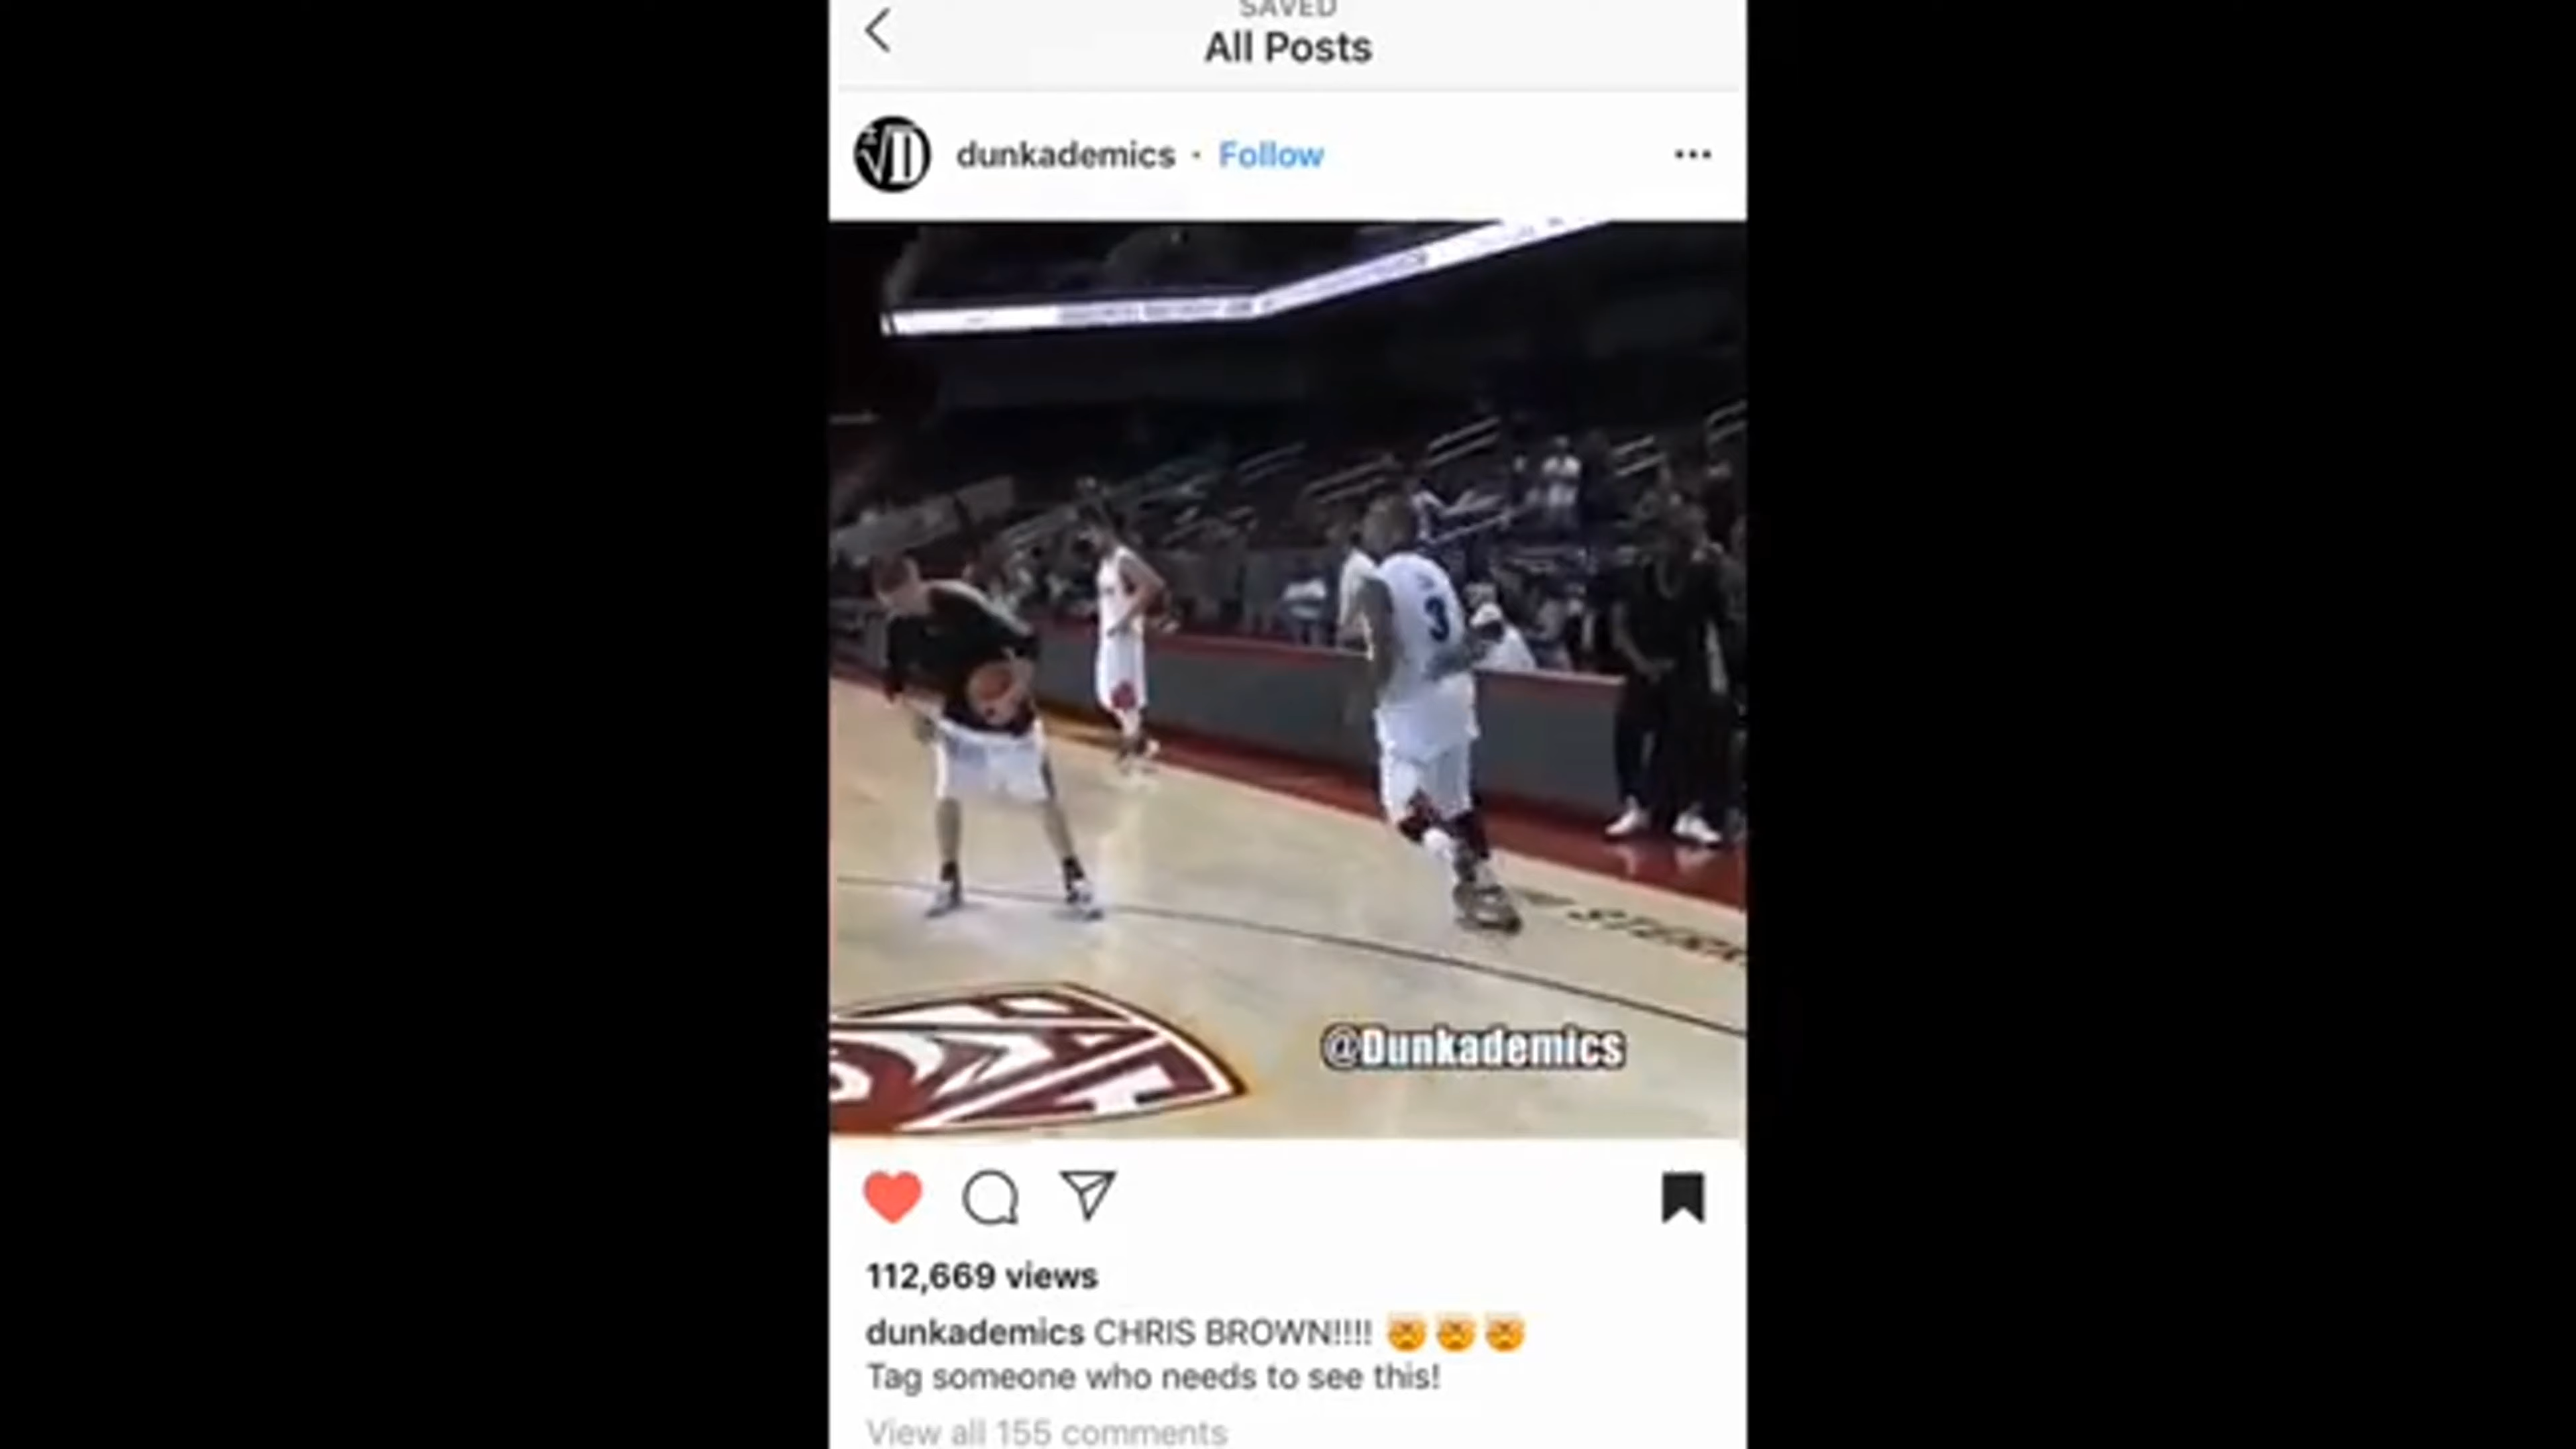 SAVED
All Posts
dunkademics · Follow
3
@Dunkademics
112,669 views
dunkademics CHRIS BROWN!!!! 🤯🤯🤯
Tag someone who needs to see this!
View all 155 comments